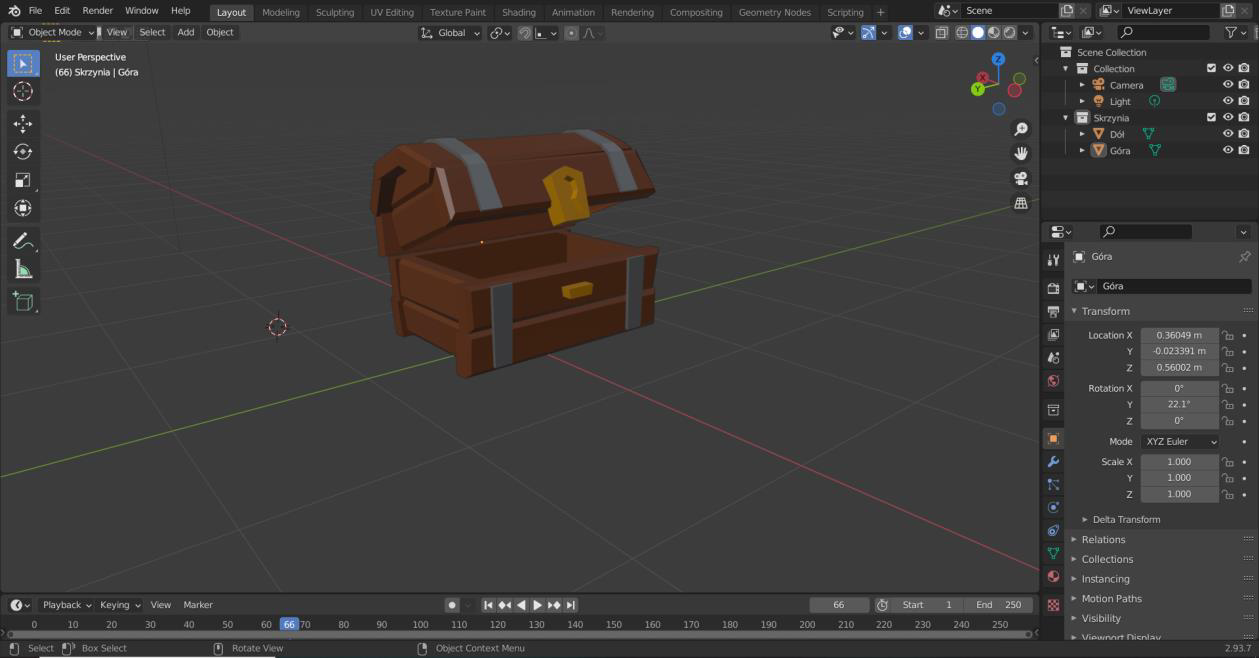 File Edit Render Window Help Layout Modeling Sculpting UV Editing Texture Paint Shading Animation Rendering Compositing Geometry Nodes Scripting + Scene ViewLayer
Object Mode View Select Add Object Global
User Perspective
(66) Skrzynia | Góra
Z
X
Y
Scene Collection
Collection
Camera
Light
Skrzynia
Dół
Góra
Góra
Góra
Transform
Location X 0.36049 m
Y -0.023391 m
Z 0.56002 m
Rotation X 0°
Y 22.1°
Z 0°
Mode XYZ Euler
Scale X 1.000
Y 1.000
Z 1.000
Delta Transform
Relations
Collections
Instancing
Motion Paths
Visibility
Viewport Display
Playback Keying View Marker 66 Start 1 End 250
0 10 20 30 40 50 60 66 70 80 90 100 110 120 130 140 150 160 170 180 190 200 210 220 230 240 250
Select Box Select Rotate View Object Context Menu 2.93.7